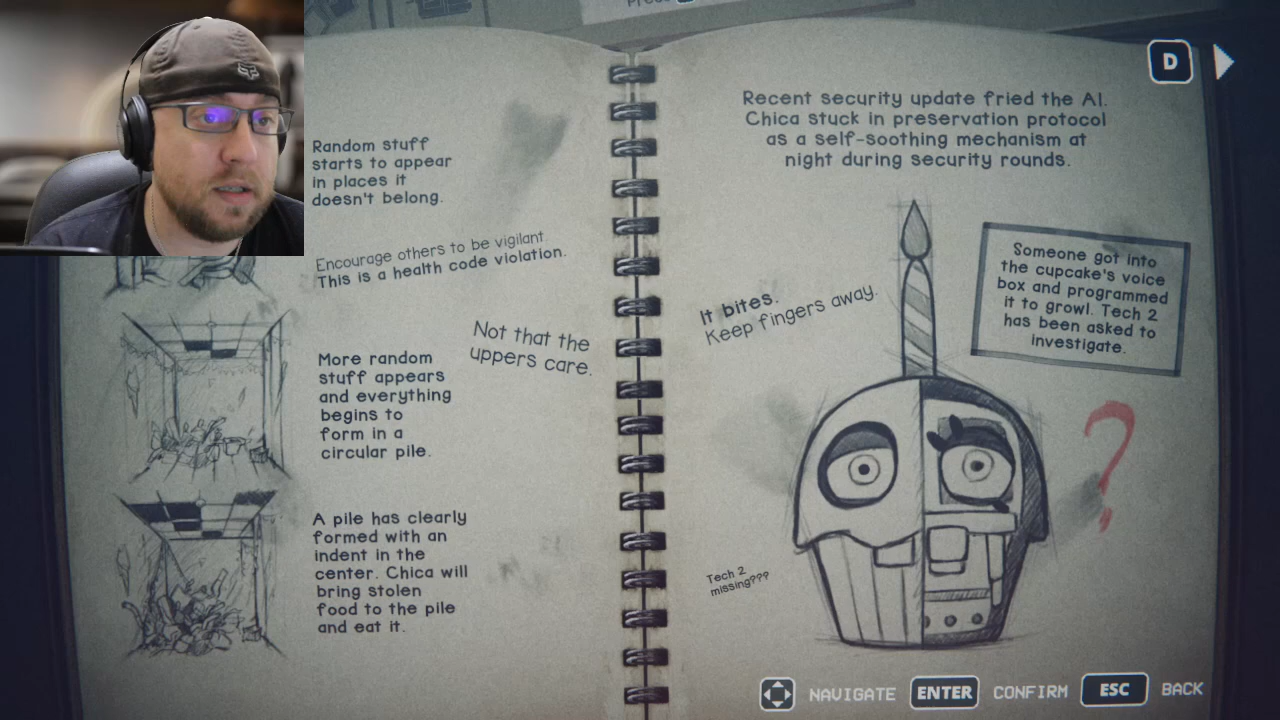 Random stuff
starts to appear
in places it
doesn't belong.
Encourage others to be vigilant.
This is a health code violation.
Not that the
uppers care.
More random
stuff appears
and everything
begins to
form in a
circular pile.
A pile has clearly
formed with an
indent in the
center. Chica will
bring stolen
food to the pile
and eat it.
D
Recent security update fried the AI.
Chica stuck in preservation protocol
as a self-soothing mechanism at
night during security rounds.
Someone got into
the cupcake's voice
box and programmed
it to growl. Tech 2
has been asked to
investigate.
It bites.
Keep fingers away.
?
Tech 2
missing???
NAVIGATE ENTER CONFIRM ESC BACK